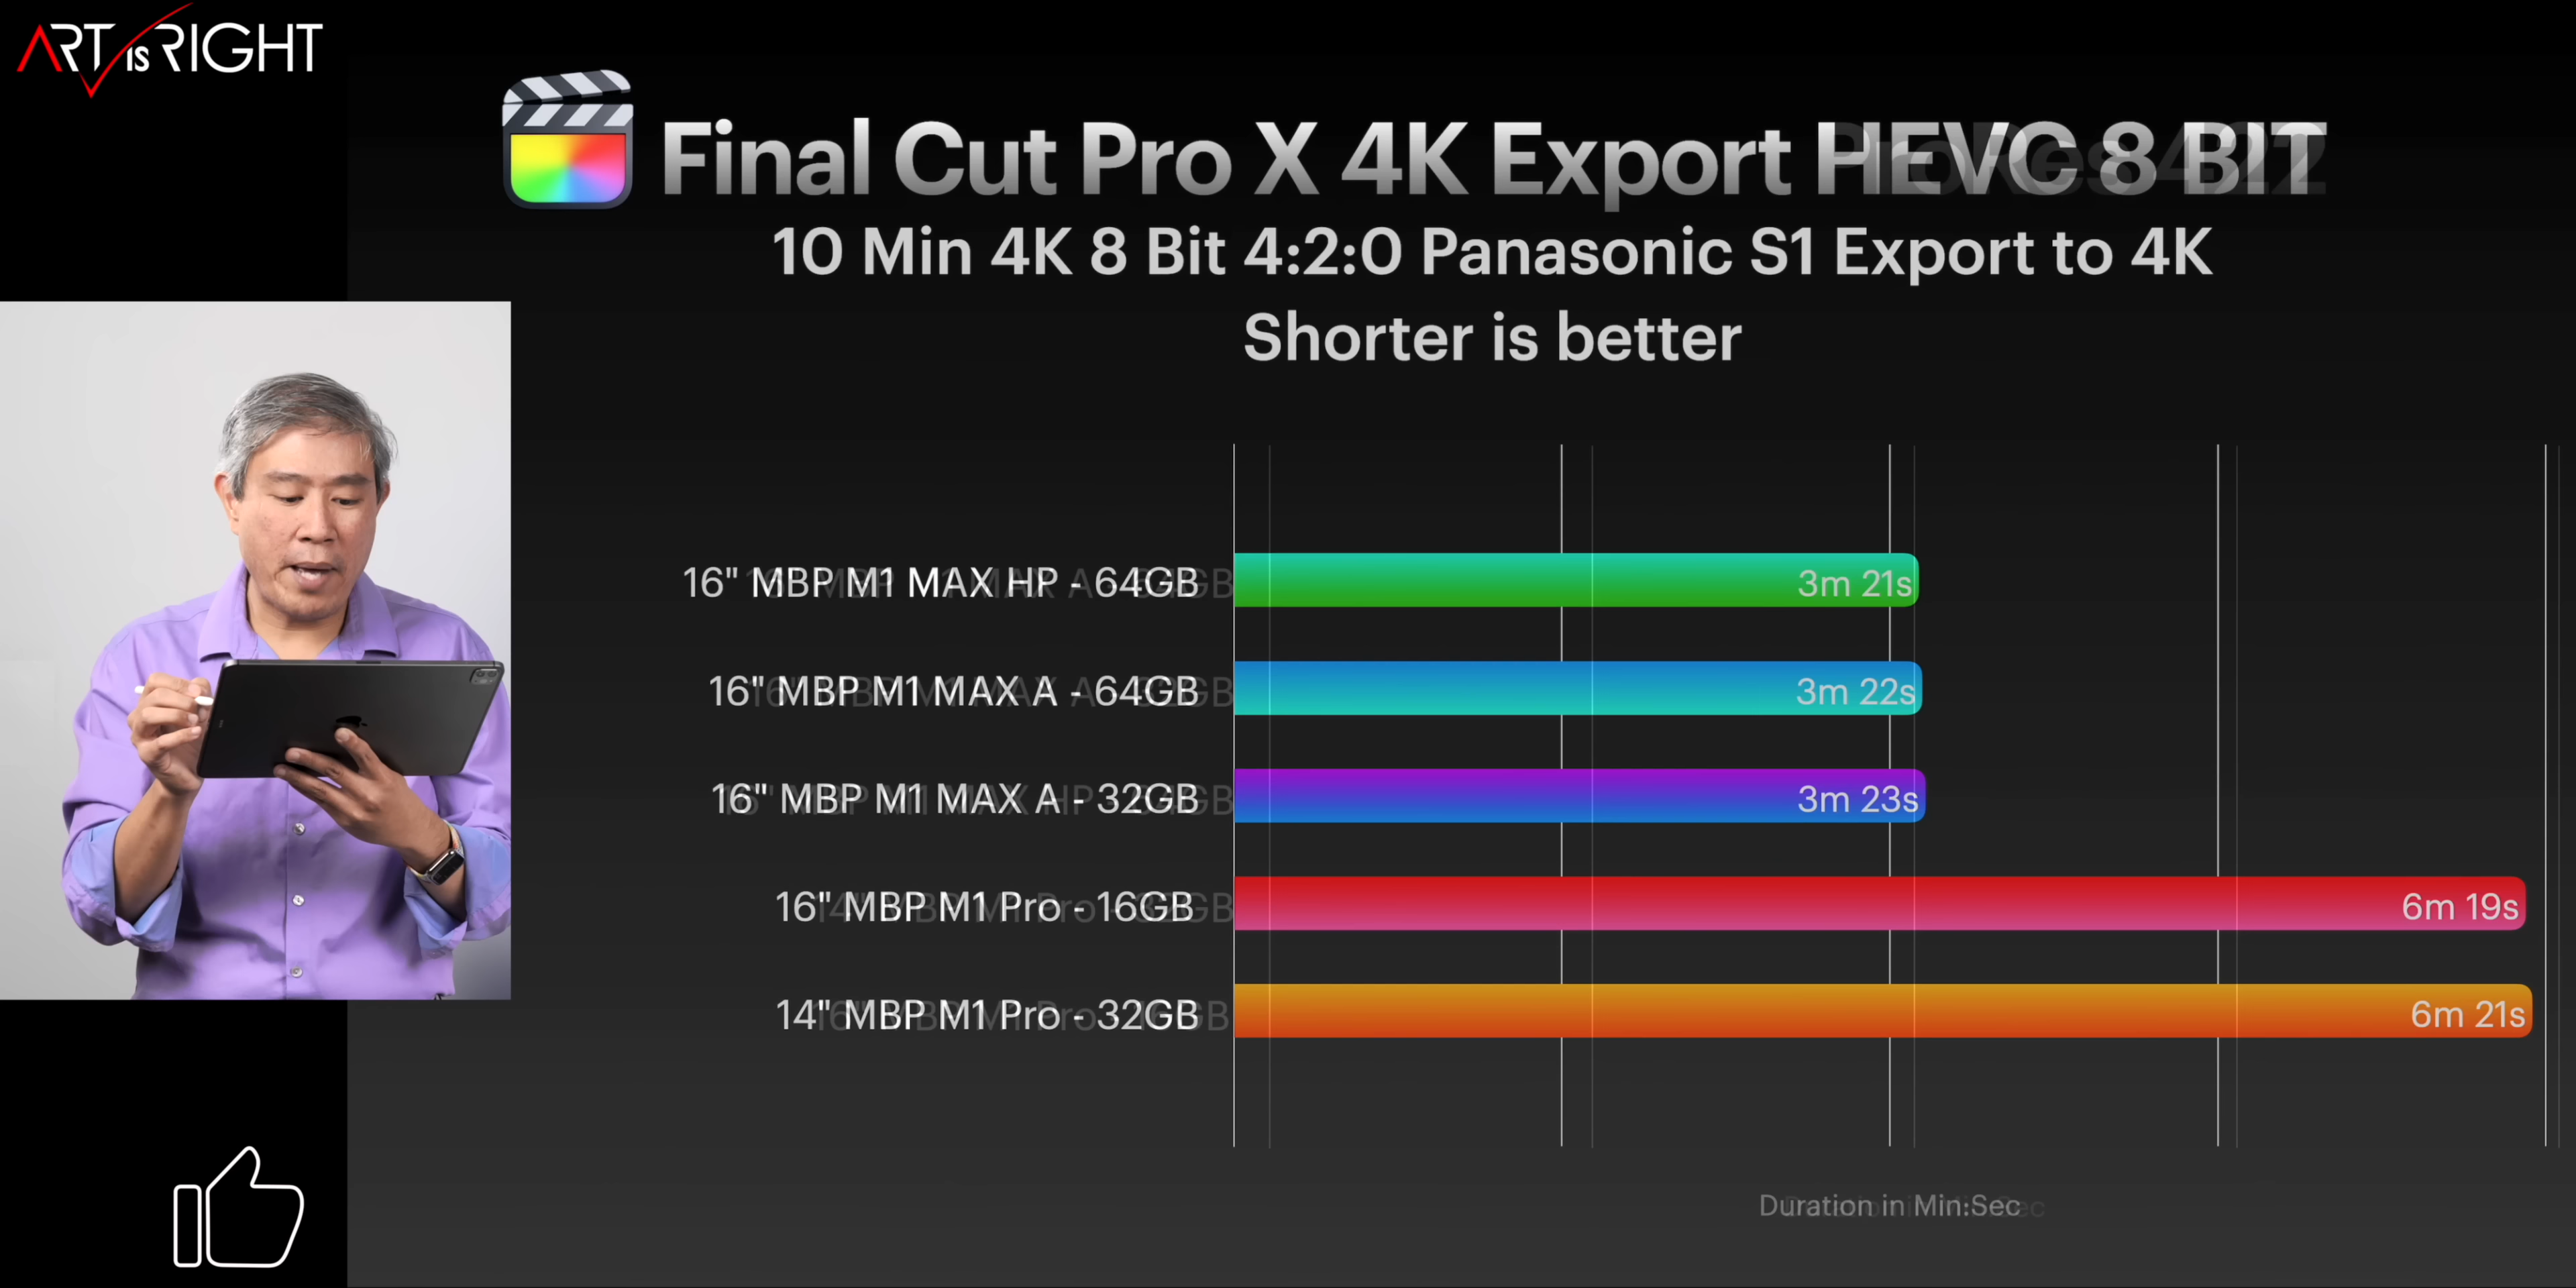 ART IS RIGHT
Final Cut Pro X 4K Export HEVC 8 BIT
10 Min 4K 8 Bit 4:2:0 Panasonic S1 Export to 4K
Shorter is better
16" MBP M1 MAX HP - 64GB 3m 21s
16" MBP M1 MAX A - 64GB 3m 22s
16" MBP M1 MAX A - 32GB 3m 23s
16" MBP M1 Pro - 16GB 6m 19s
14" MBP M1 Pro - 32GB 6m 21s
Duration in Min:Sec